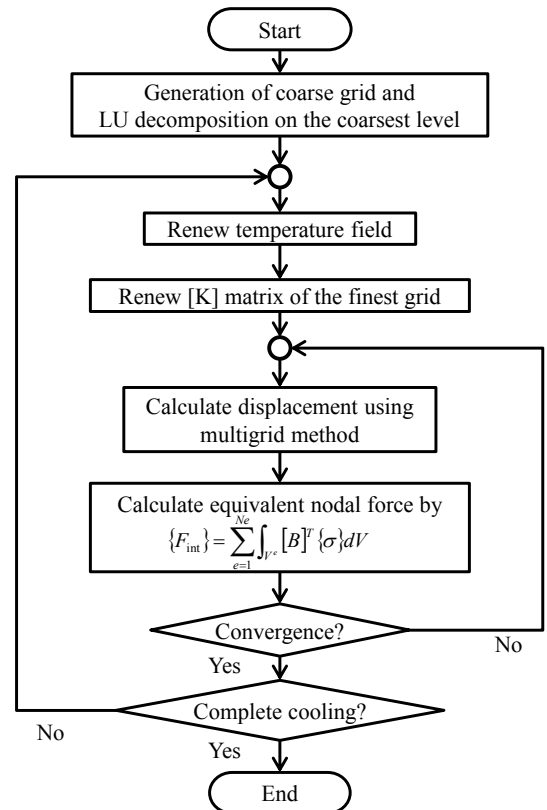 Start
Generation of coarse grid and
LU decomposition on the coarsest level
Renew temperature field
Renew [K] matrix of the finest grid
Calculate displacement using
multigrid method
Calculate equivalent nodal force by
{F_int} = ∑_{e=1}^{Ne} ∫_{V^e} [B]^T {σ}dV
Convergence?
No
Yes
Complete cooling?
No
Yes
End